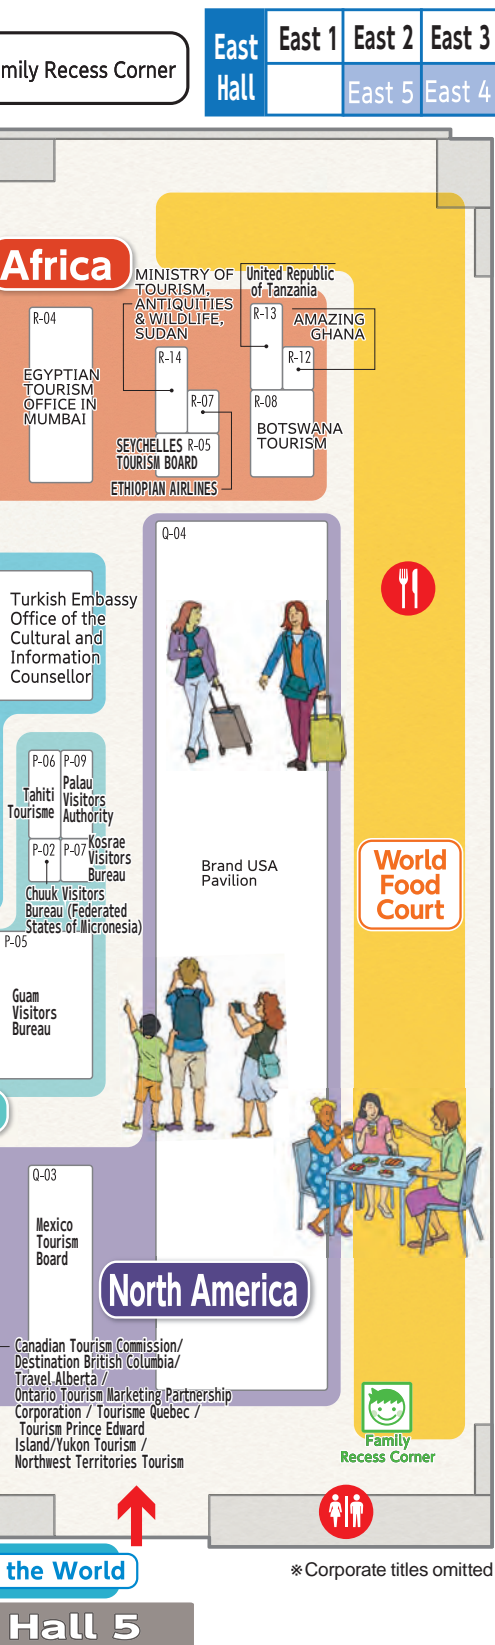 mily Recess Corner
East
Hall
East 1
East 2
East 3
East 5
East 4
Africa
MINISTRY OF
TOURISM,
ANTIQUITIES
& WILDLIFE,
SUDAN
United Republic
of Tanzania
R-04
EGYPTIAN
TOURISM
OFFICE IN
MUMBAI
R-13
AMAZING
GHANA
R-14
R-12
R-07
R-08
BOTSWANA
TOURISM
SEYCHELLES
TOURISM BOARD
R-05
ETHIOPIAN AIRLINES
Q-04
Turkish Embassy
Office of the
Cultural and
Information
Counsellor
P-06
Tahiti
Tourisme
P-09
Palau
Visitors
Authority
P-02
P-07
Kosrae
Visitors
Bureau
Chuuk Visitors
Bureau (Federated
States of Micronesia)
P-05
Guam
Visitors
Bureau
Brand USA
Pavilion
World
Food
Court
Q-03
Mexico
Tourism
Board
North America
Canadian Tourism Commission/
Destination British Columbia/
Travel Alberta /
Ontario Tourism Marketing Partnership
Corporation / Tourisme Quebec /
Tourism Prince Edward
Island/Yukon Tourism /
Northwest Territories Tourism
Family
Recess Corner
the World
※Corporate titles omitted
Hall 5